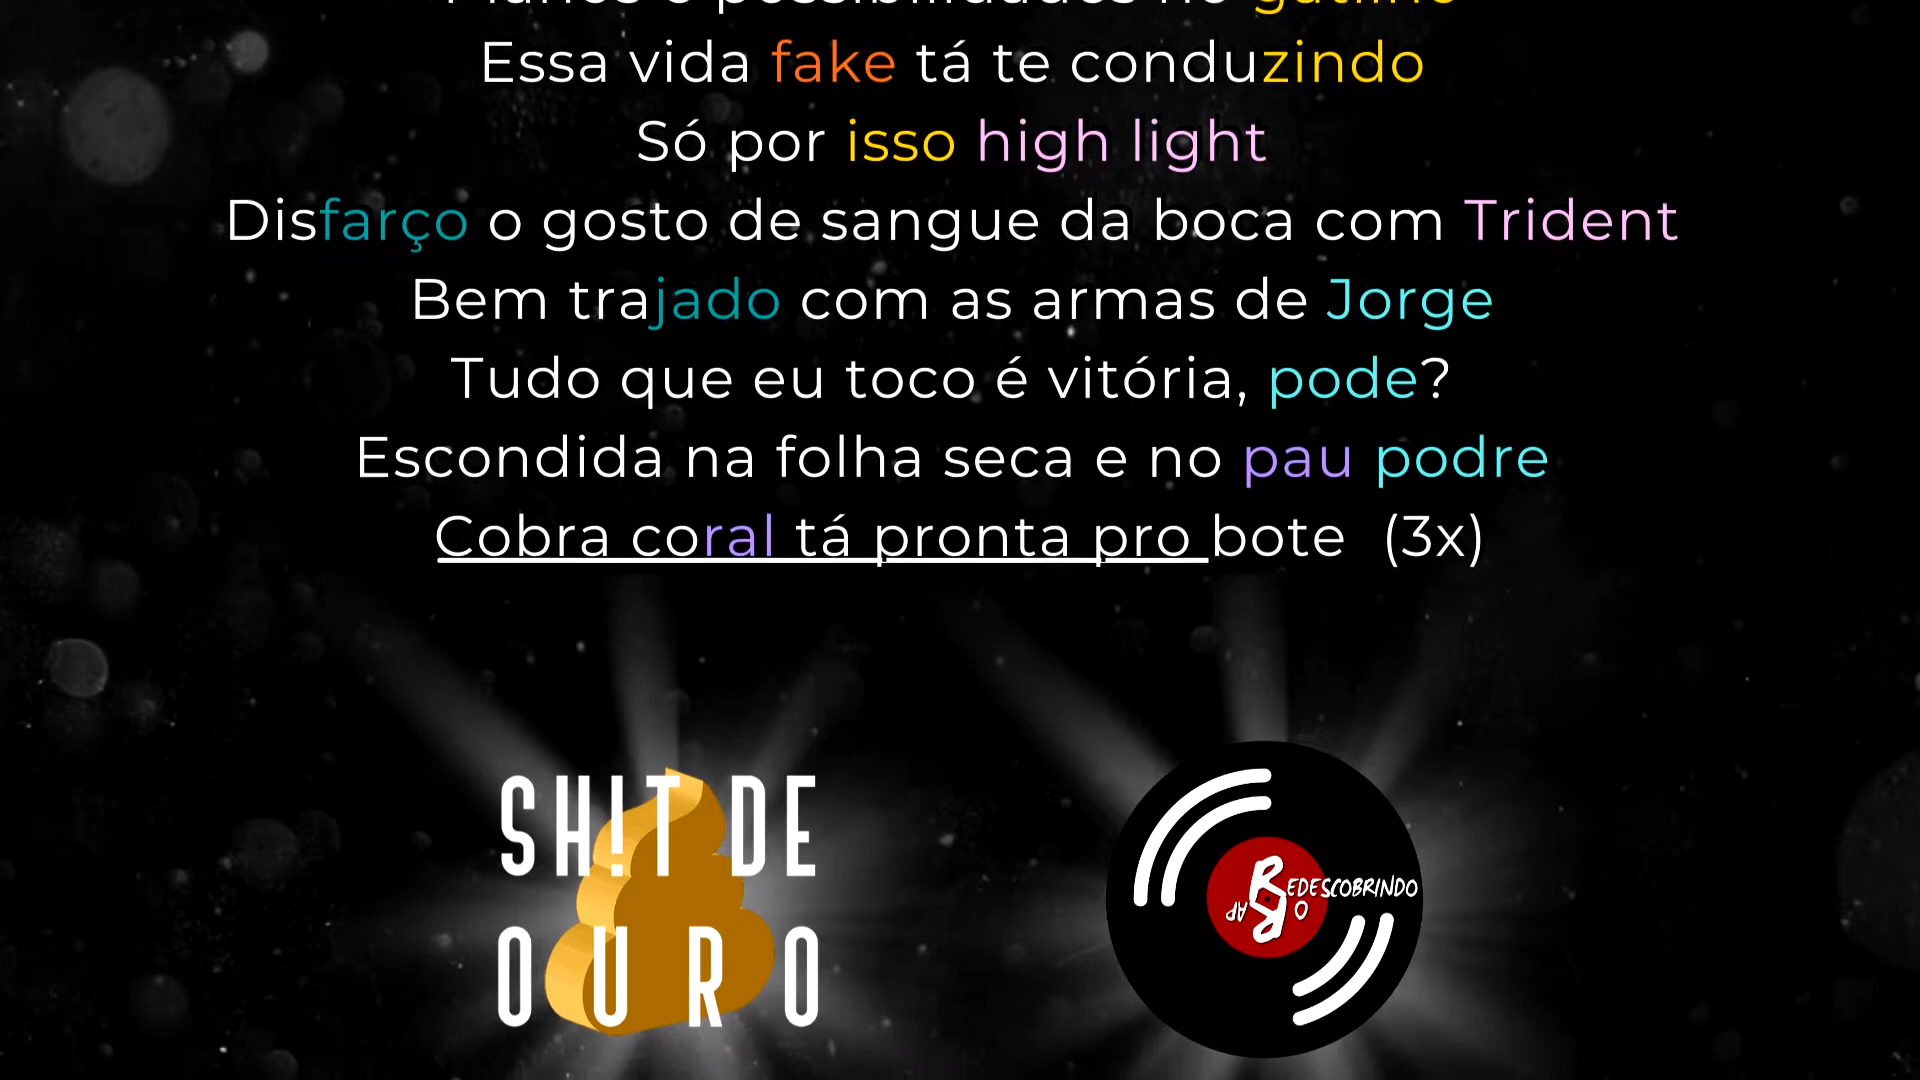 Essa vida fake tá te conduzindo
Só por isso high light
Disfarço o gosto de sangue da boca com Trident
Bem trajado com as armas de Jorge
Tudo que eu toco é vitória, pode?
Escondida na folha seca e no pau podre
Cobra coral tá pronta pro bote (3x)
SH!T DE
OURO
REDESCOBRINDO
O
RAP